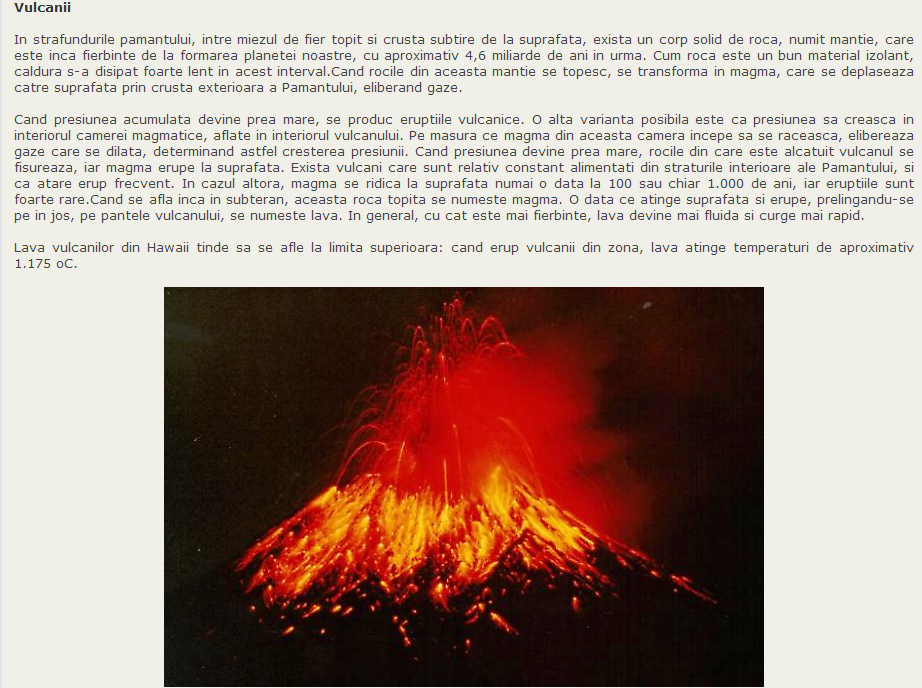 Vulcanii
In strafundurile pamantului, intre miezul de fier topit si crusta subtire de la suprafata, exista un corp solid de roca, numit mantie, care
este inca fierbinte de la formarea planetei noastre, cu aproximativ 4,6 miliarde de ani in urma. Cum roca este un bun material izolant,
caldura s-a disipat foarte lent in acest interval.Cand rocile din aceasta mantie se topesc, se transforma in magma, care se deplaseaza
catre suprafata prin crusta exterioara a Pamantului, eliberand gaze.
Cand presiunea acumulata devine prea mare, se produc eruptiile vulcanice. O alta varianta posibila este ca presiunea sa creasca in
interiorul camerei magmatice, aflate in interiorul vulcanului. Pe masura ce magma din aceasta camera incepe sa se raceasca, elibereaza
gaze care se dilata, determinand astfel cresterea presiunii. Cand presiunea devine prea mare, rocile din care este alcatuit vulcanul se
fisureaza, iar magma erupe la suprafata. Exista vulcani care sunt relativ constant alimentati din straturile interioare ale Pamantului, si
ca atare erup frecvent. In cazul altora, magma se ridica la suprafata numai o data la 100 sau chiar 1.000 de ani, iar eruptiile sunt
foarte rare.Cand se afla inca in subteran, aceasta roca topita se numeste magma. O data ce atinge suprafata si erupe, prelingandu-se
pe in jos, pe pantele vulcanului, se numeste lava. In general, cu cat este mai fierbinte, lava devine mai fluida si curge mai rapid.
Lava vulcanilor din Hawaii tinde sa se afle la limita superioara: cand erup vulcanii din zona, lava atinge temperaturi de aproximativ
1.175 oC.